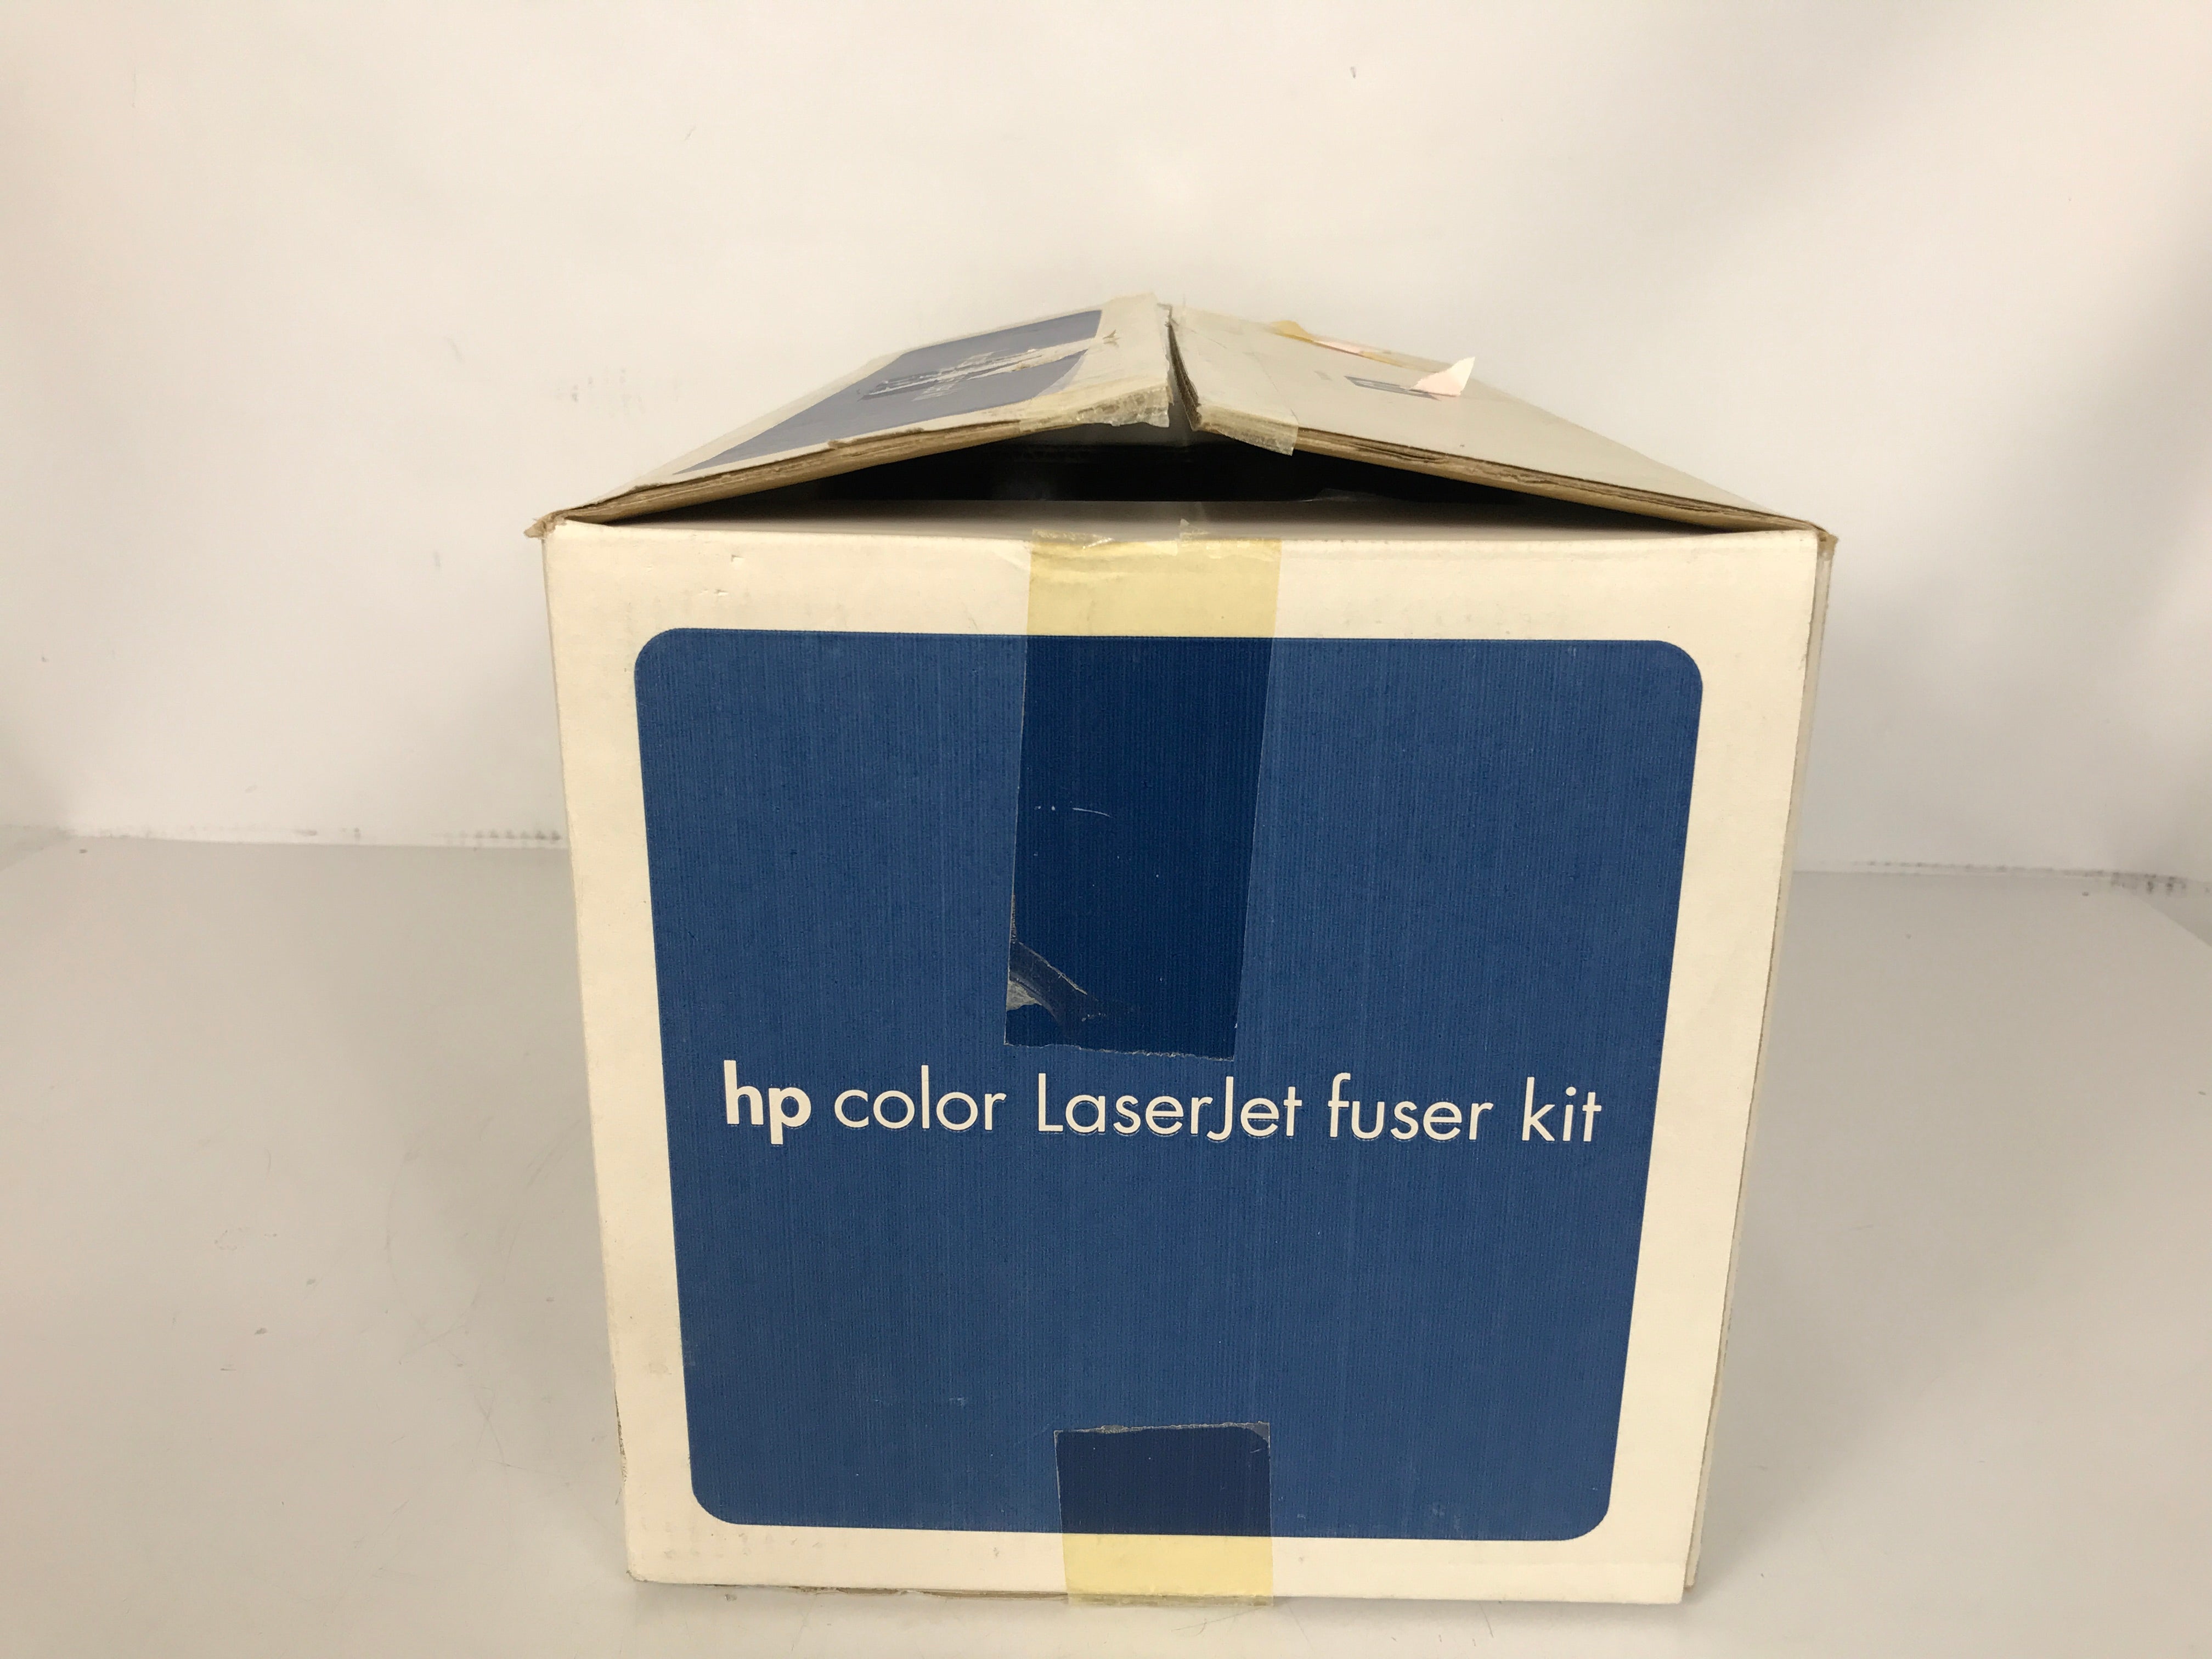 hp color LaserJet fuser kit